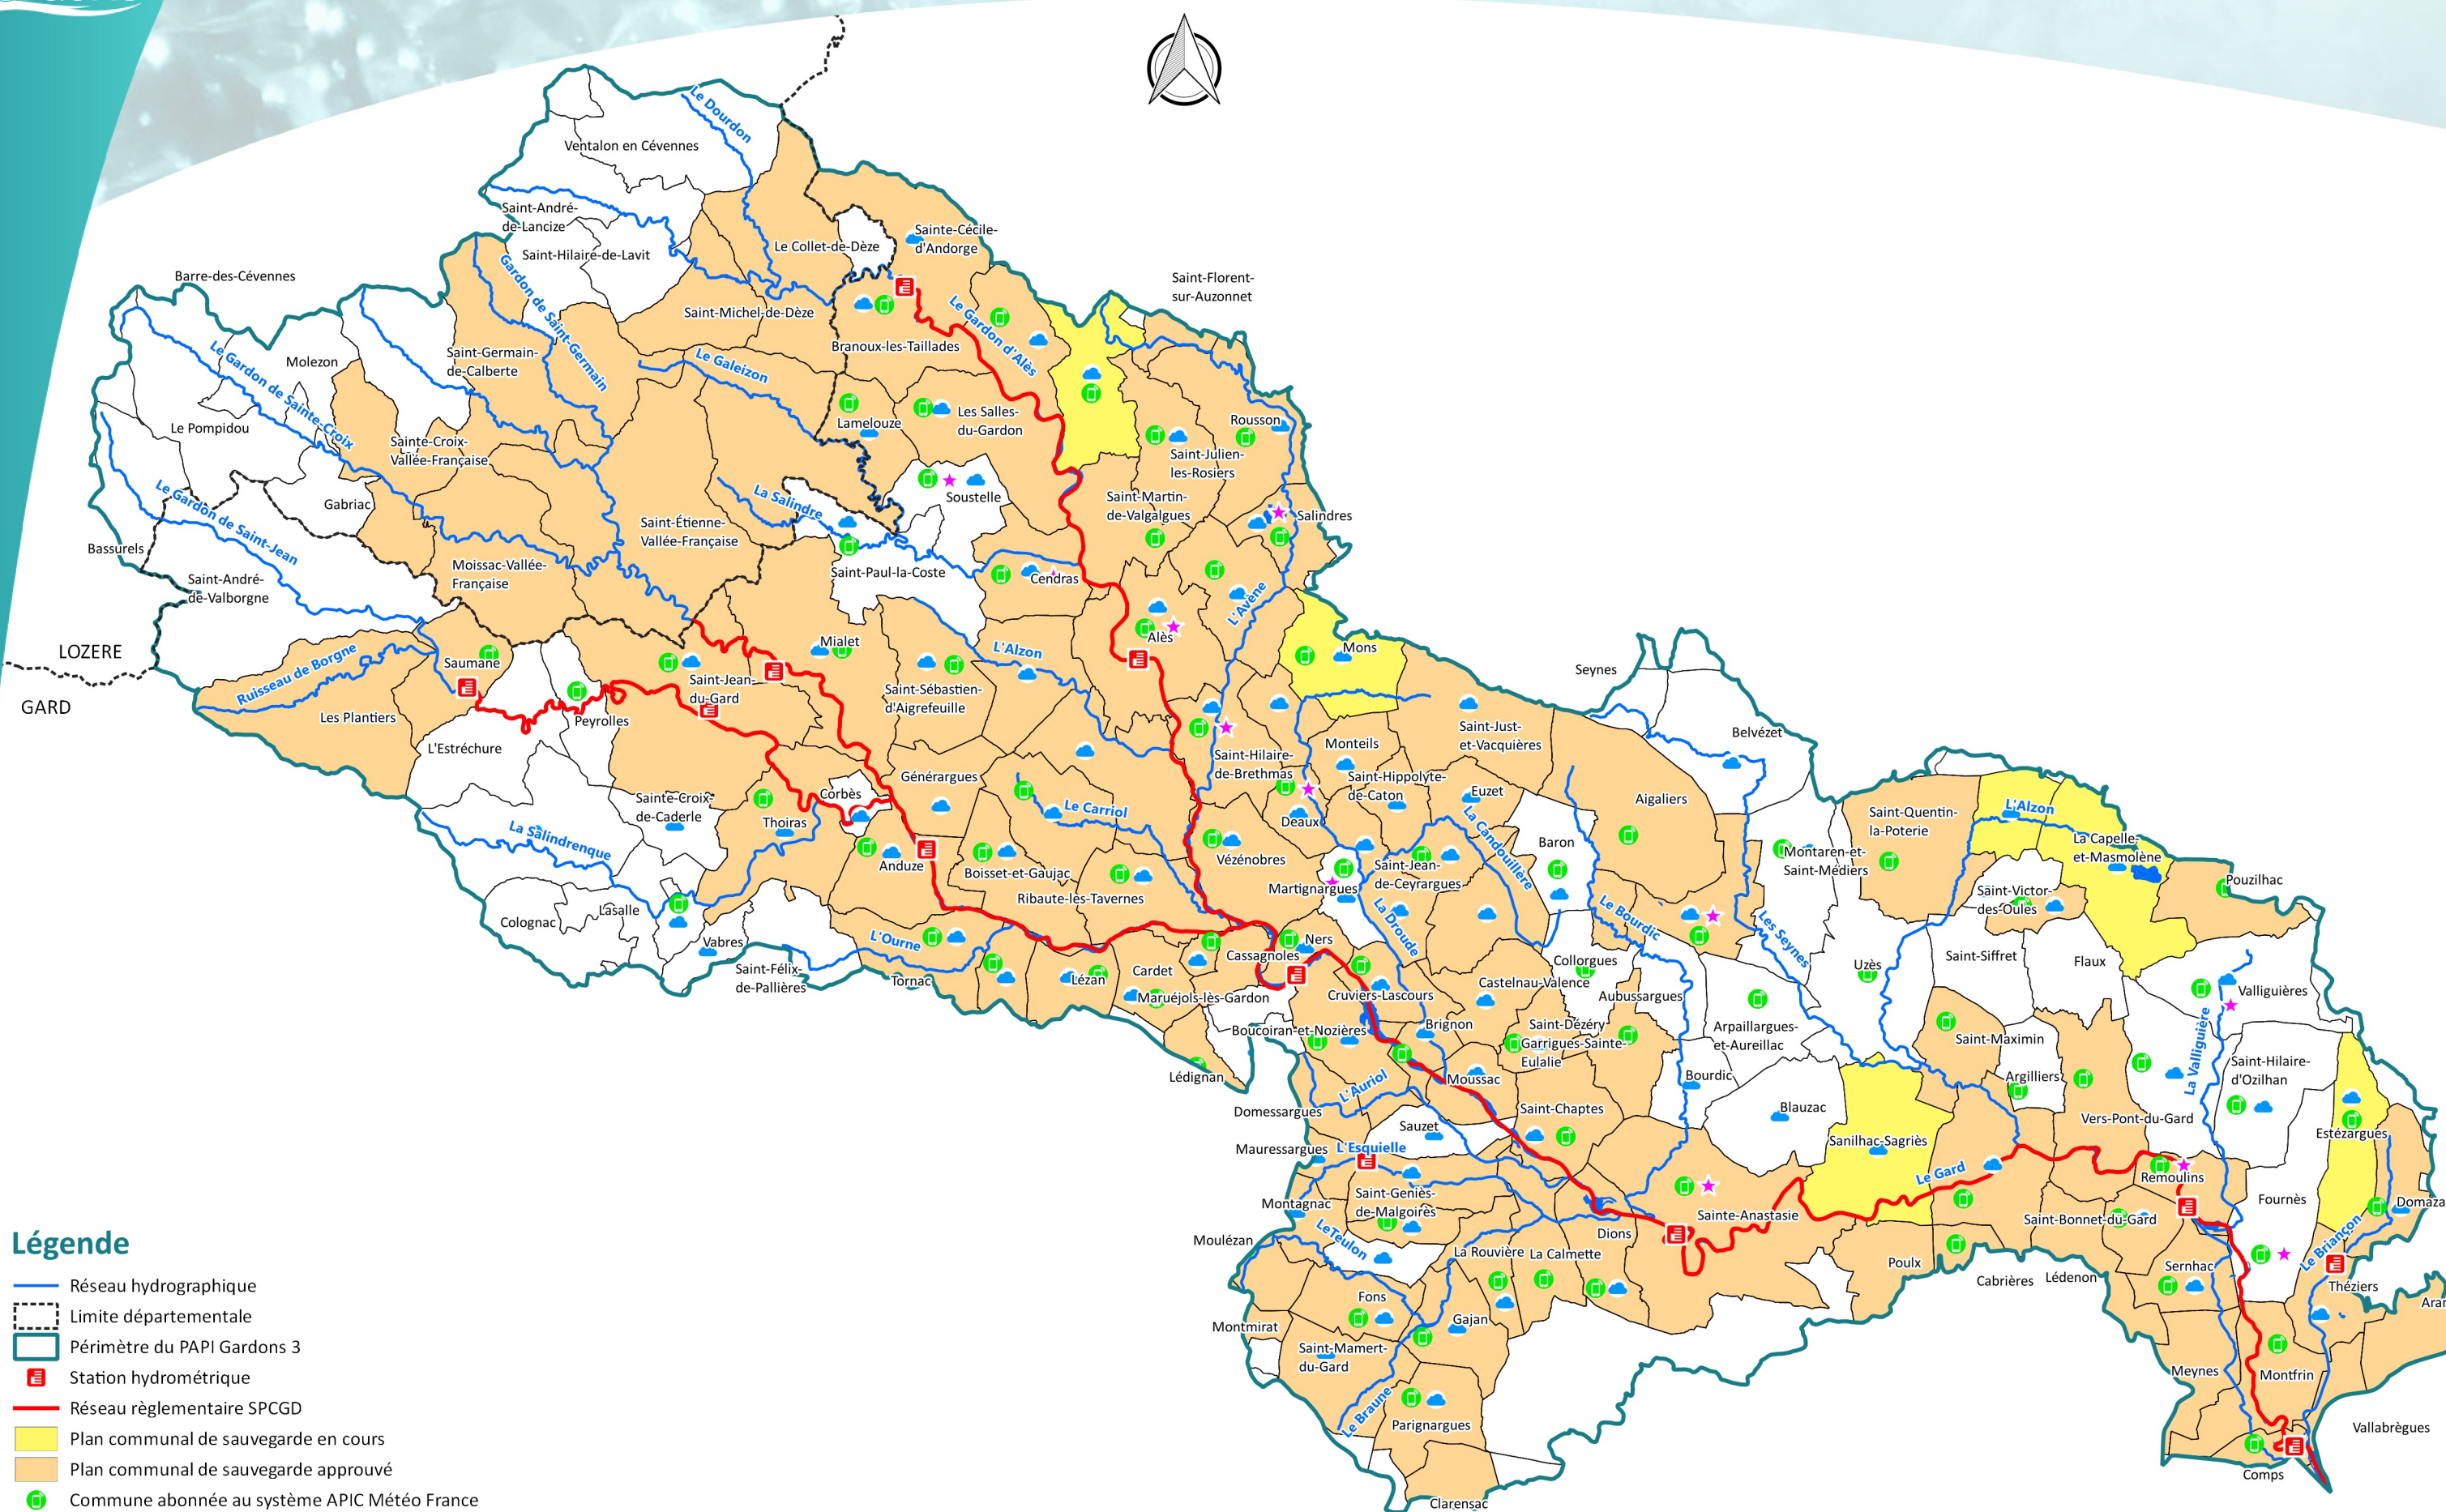 Le Dourdon
Ventalon en Cévennes
Saint-André-
de-Lancize
Saint-Hilaire-de-Lavit
Le Collet-de-Dèze
Sainte-Cécile-
d'Andorge
Barre-des-Cévennes
Gardon de Saint-Germain
Saint-Michel-de-Dèze
Le Gardon d'Alès
Saint-Florent-
sur-Auzonnet
Molezon
Le Gardon de Sainte-Croix
Saint-Germain-
de-Calberte
Le Galeizon
Branoux-les-Taillades
Le Pompidou
Sainte-Croix-
Vallée-Française
Lamelouze
Les Salles-
du-Gardon
Rousson
Saint-Julien-
les-Rosiers
Le Gardon de Saint-Jean
Gabriac
La Salindre
Soustelle
Saint-Martin-
de-Valgalgues
Salindres
Saint-Étienne-
Vallée-Française
Bassurels
Saint-André-
de-Valborgne
Moissac-Vallée-
Française
Saint-Paul-la-Coste
Cendras
L'Avène
LOZERE
GARD
Ruisseau de Borgne
Saumane
Mialet
L'Alzon
Alès
Mons
Seynes
Les Plantiers
Saint-Jean-
du-Gard
Saint-Sébastien-
d'Aigrefeuille
Peyrolles
L'Estréchure
Saint-Just-
et-Vacquières
Belvézet
Monteils
Saint-Hilaire-
de-Brethmas
Saint-Hippolyte-
de-Caton
Générargues
Corbès
Sainte-Croix-
de-Caderle
Thoiras
Le Carriol
Deaux
Euzet
Aigaliers
Saint-Quentin-
la-Poterie
L'Alzon
La Salindrenque
Anduze
Boisset-et-Gaujac
Vézénobres
La Candouillère
Baron
Montaren-et-
Saint-Médiers
La Capelle-
et-Masmolène
Ribaute-les-Tavernes
Martignargues
Saint-Jean-
de-Ceyrargues
Saint-Victor-
des-Oules
Pouzilhac
Colognac
Lasalle
Vabres
L'Ourne
La Droude
Le Bourdic
Les Seynes
Saint-Félix-
de-Pallières
Tornac
Lézan
Cardet
Cassagnoles
Ners
Collorgues
Uzès
Saint-Siffret
Flaux
Maruéjols-lès-Gardon
Cruviers-Lascours
Castelnau-Valence
Aubussargues
Valliguières
Boucoiran-et-Nozières
Brignon
Saint-Dézéry
Garrigues-Sainte-
Eulalie
Arpaillargues-
et-Aureillac
Saint-Maximin
La Valliguière
Lédignan
L'Auriol
Moussac
Bourdic
Argilliers
Saint-Hilaire-
d'Ozilhan
Domessargues
Saint-Chaptes
Blauzac
Vers-Pont-du-Gard
Sauzet
Mauressargues
L'Esquielle
Sanilhac-Sagriès
Estézargues
Le Gard
Remoulins
Montagnac
Saint-Geniès-
de-Malgoirès
Sainte-Anastasie
Saint-Bonnet-du-Gard
Fournès
Domaza
Moulézan
LeTeulon
La Rouvière
La Calmette
Dions
Poulx
Cabrières
Lédenon
Sernhac
Le Briançon
Théziers
Aran
Montmirat
Fons
Gajan
Saint-Mamert-
du-Gard
Meynes
Montfrin
Le Braune
Parignargues
Vallabrègues
Comps
Clarensac
Légende
Réseau hydrographique
Limite départementale
Périmètre du PAPI Gardons 3
Station hydrométrique
Réseau règlementaire SPCGD
Plan communal de sauvegarde en cours
Plan communal de sauvegarde approuvé
Commune abonnée au système APIC Météo France